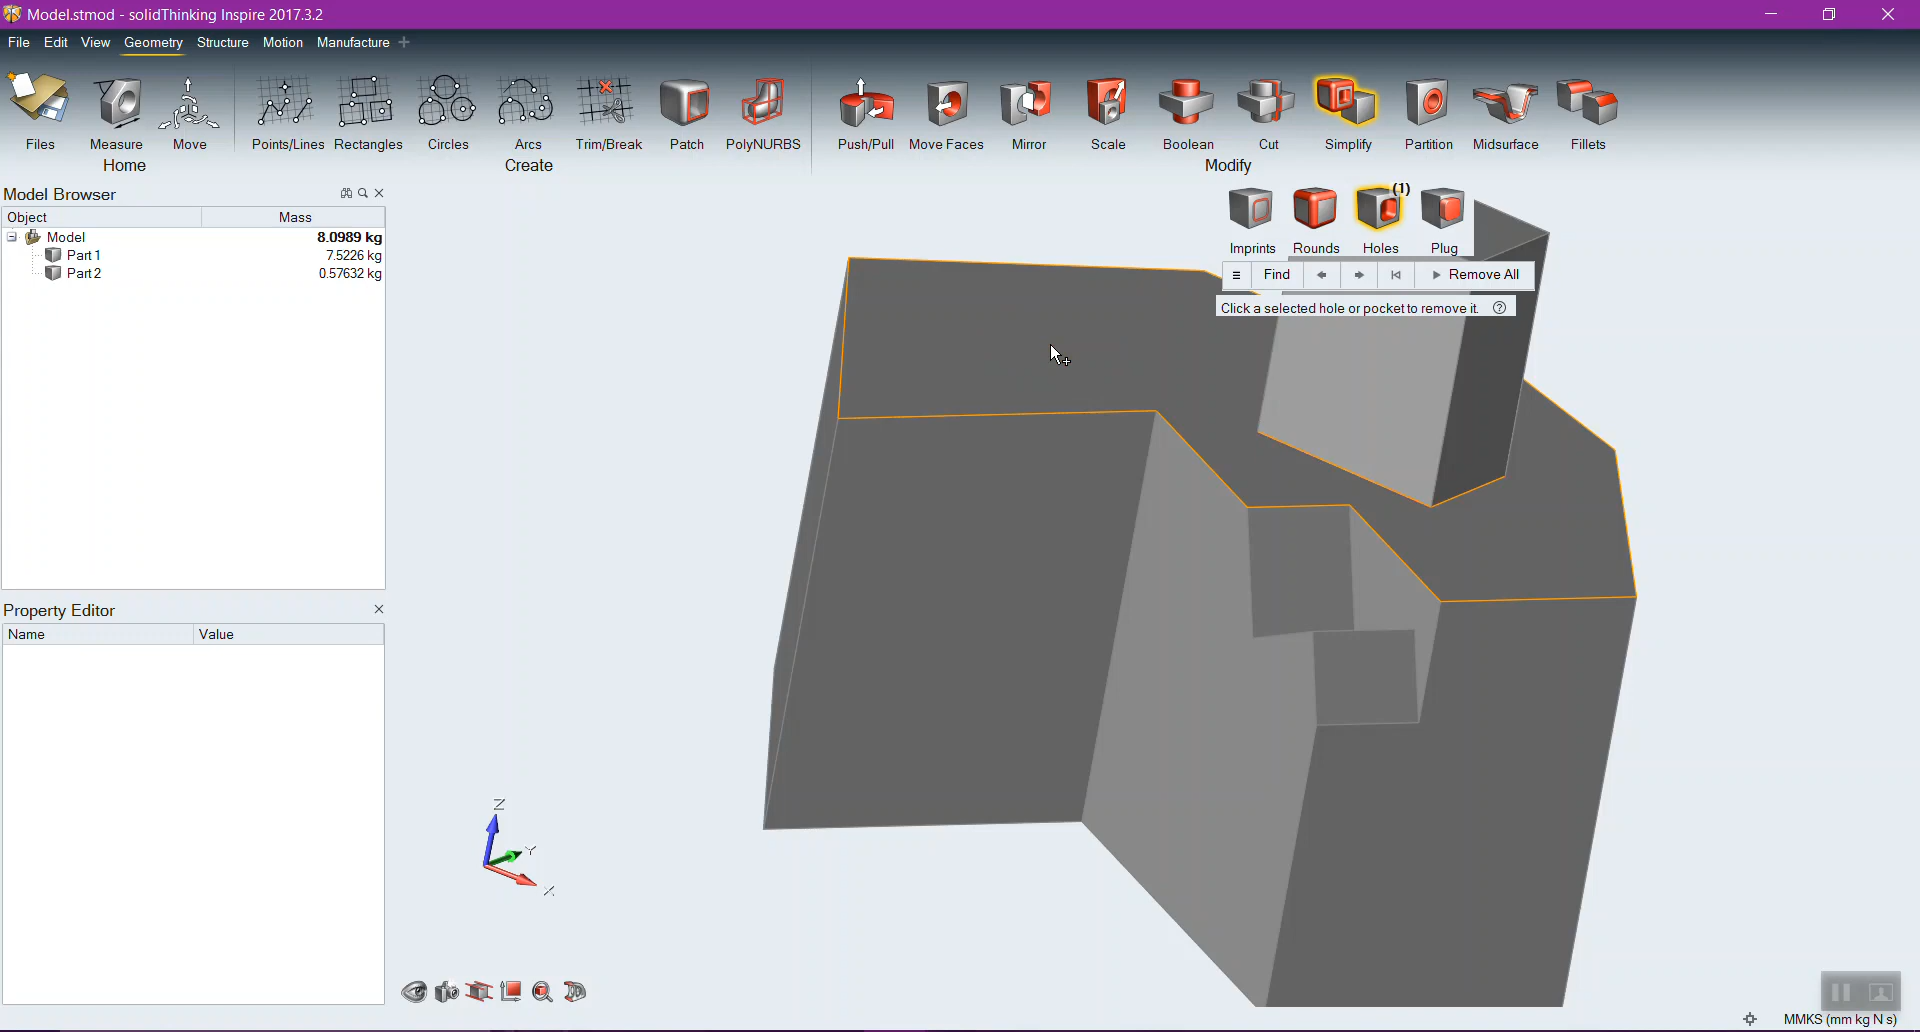 Model.stmod - solidThinking Inspire 2017.3.2
File Edit View Geometry Structure Motion Manufacture +
Files Measure Move Points/Lines Rectangles Circles Arcs Trim/Break Patch PolyNURBS Push/Pull Move Faces Mirror Scale Boolean Cut Simplify Partition Midsurface Fillets
Home Create Modify
Model Browser
Object Mass
Model 8.0989 kg
Part 1 7.5226 kg
Part 2 0.57632 kg
(1)
Imprints Rounds Holes Plug
Find Remove All
Click a selected hole or pocket to remove it. ?
Property Editor
Name Value
Z
Y
X
MMKS (mm kg N s)